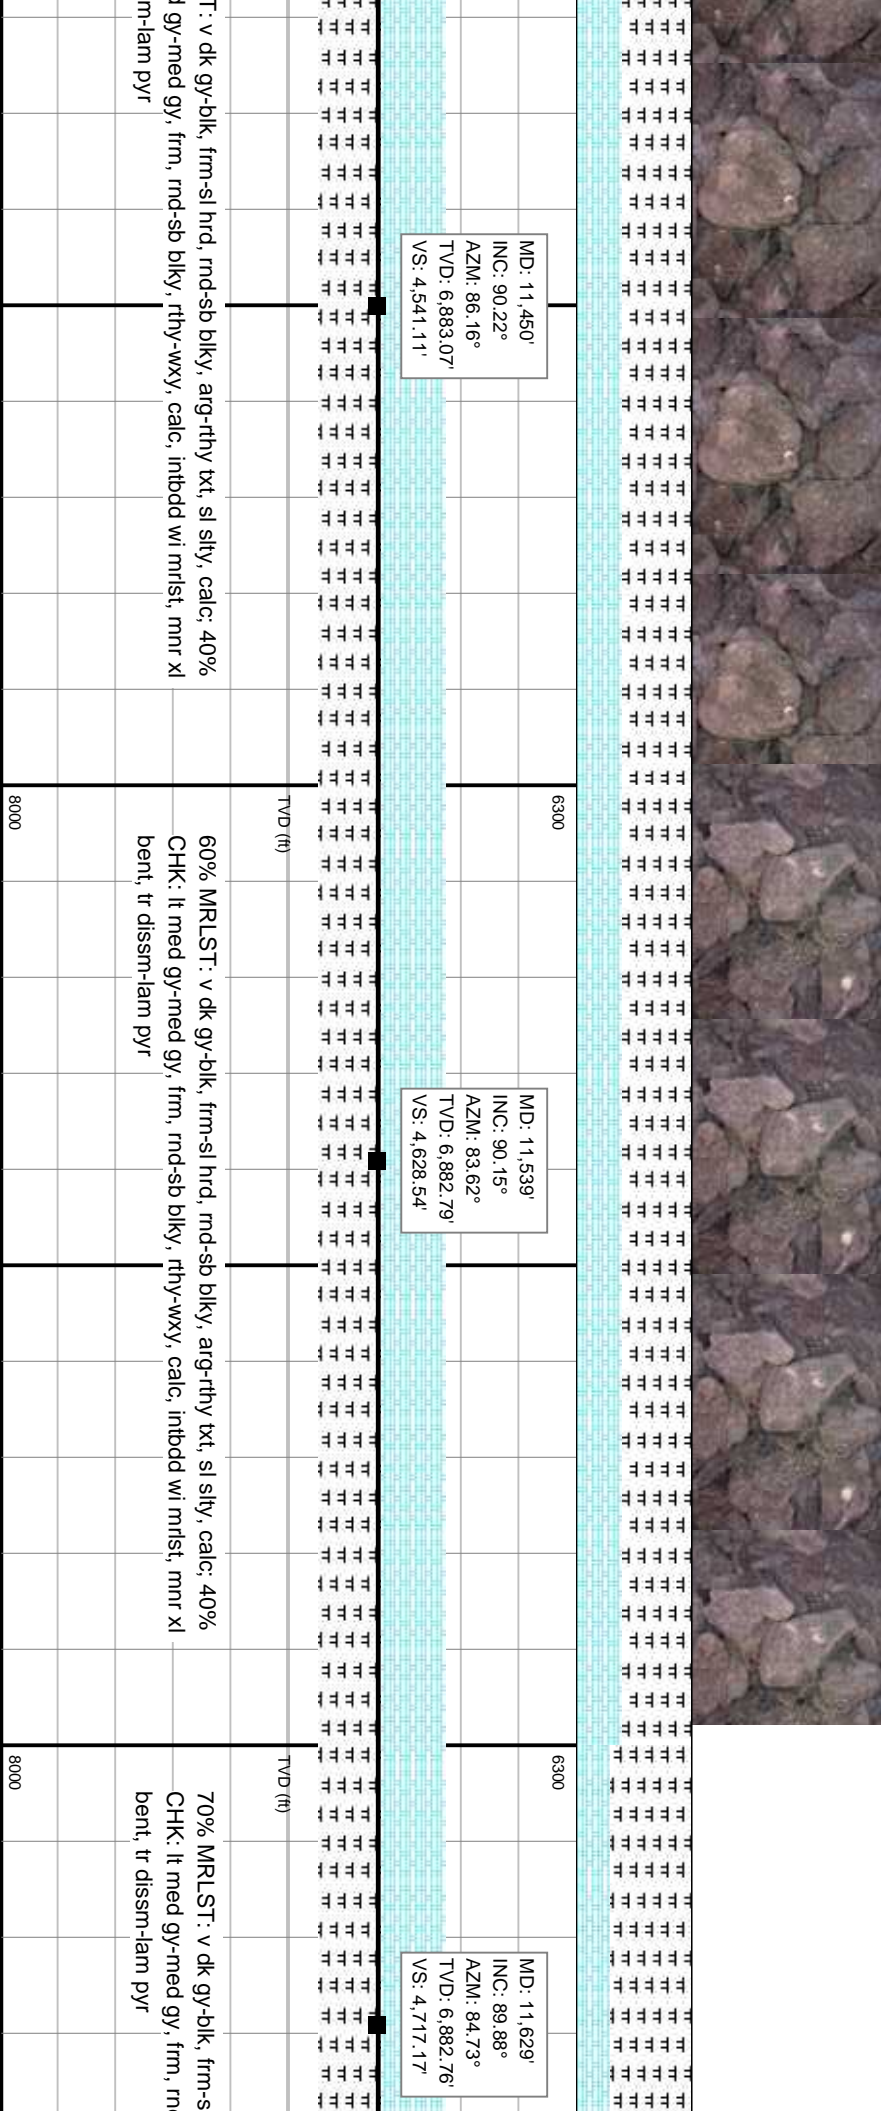 T: v dk gy-blk, frm-sl hrd, rnd-sb blky, arg-rthy txt, sl slty, calc; 40%
gy-med gy, frm, rnd-sb blky, rthy-wxy, calc, intbdd wi mrlst, mnr xl
m-lam pyr
MD: 11,450'
INC: 90.22°
AZM: 86.16°
TVD: 6,883.07'
VS: 4,541.11'
6300
TVD (ft)
8000
60% MRLST: v dk gy-blk, frm-sl hrd, rnd-sb blky, arg-rthy txt, sl slty, calc; 40%
CHK: lt med gy-med gy, frm, rnd-sb blky, rthy-wxy, calc, intbdd wi mrlst, mnr xl
bent, tr dissm-lam pyr
MD: 11,539'
INC: 90.15°
AZM: 83.62°
TVD: 6,882.79'
VS: 4,628.54'
6300
TVD (ft)
8000
70% MRLST: v dk gy-blk, frm-s
CHK: lt med gy-med gy, frm, rn
bent, tr dissm-lam pyr
MD: 11,629'
INC: 89.88°
AZM: 84.73°
TVD: 6,882.76'
VS: 4,717.17'